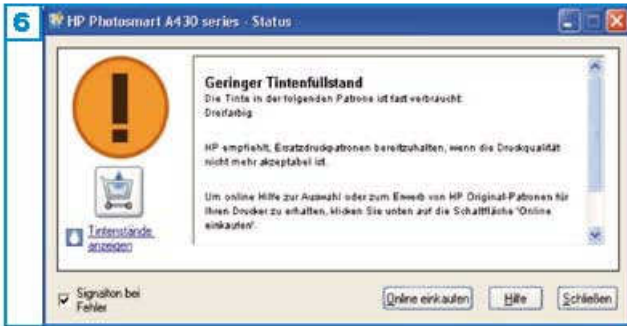 6
HP Photosmart A430 series - Status
Geringer Tintenfüllstand
Die Tinte in der folgenden Patrone ist fast verbraucht:
Dreifarbig
HP empfiehlt, Ersatzdruckpatronen bereitzuhalten, wenn die Druckqualität
nicht mehr akzeptabel ist.
Um online Hilfe zur Auswahl oder zum Erwerb von HP Original-Patronen für
Ihren Drucker zu erhalten, klicken Sie unten auf die Schaltfläche 'Online
einkaufen'.
Tintenstände
anzeigen
Signalton bei
Fehler
Online einkaufen
Hilfe
Schließen